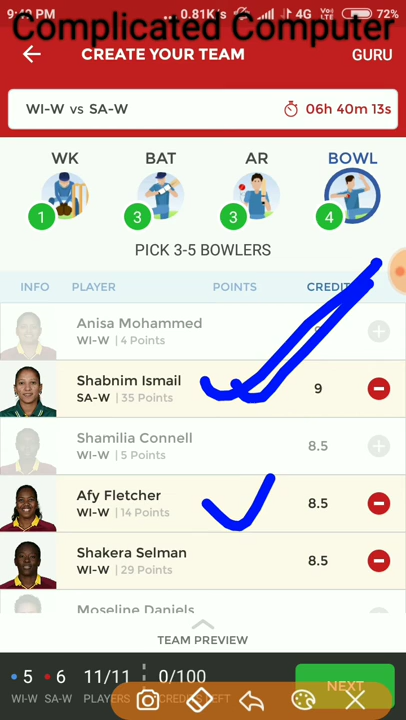 9:40 PM ... 0.81K/s 4G VoLTE 72%
Complicated Computer
CREATE YOUR TEAM GURU
WI-W vs SA-W 06h 40m 13s
WK BAT AR BOWL
1 3 3 4
PICK 3-5 BOWLERS
INFO PLAYER POINTS CREDIT
Anisa Mohammed
WI-W | 4 Points
Shabnim Ismail
SA-W | 35 Points 9
Shamilia Connell
WI-W | 5 Points 8.5
Afy Fletcher
WI-W | 14 Points 8.5
Shakera Selman
WI-W | 29 Points 8.5
Moseline Daniels
TEAM PREVIEW
5 6 11/11 0/100 NEXT
WI-W SA-W PLAYERS CREDITS LEFT